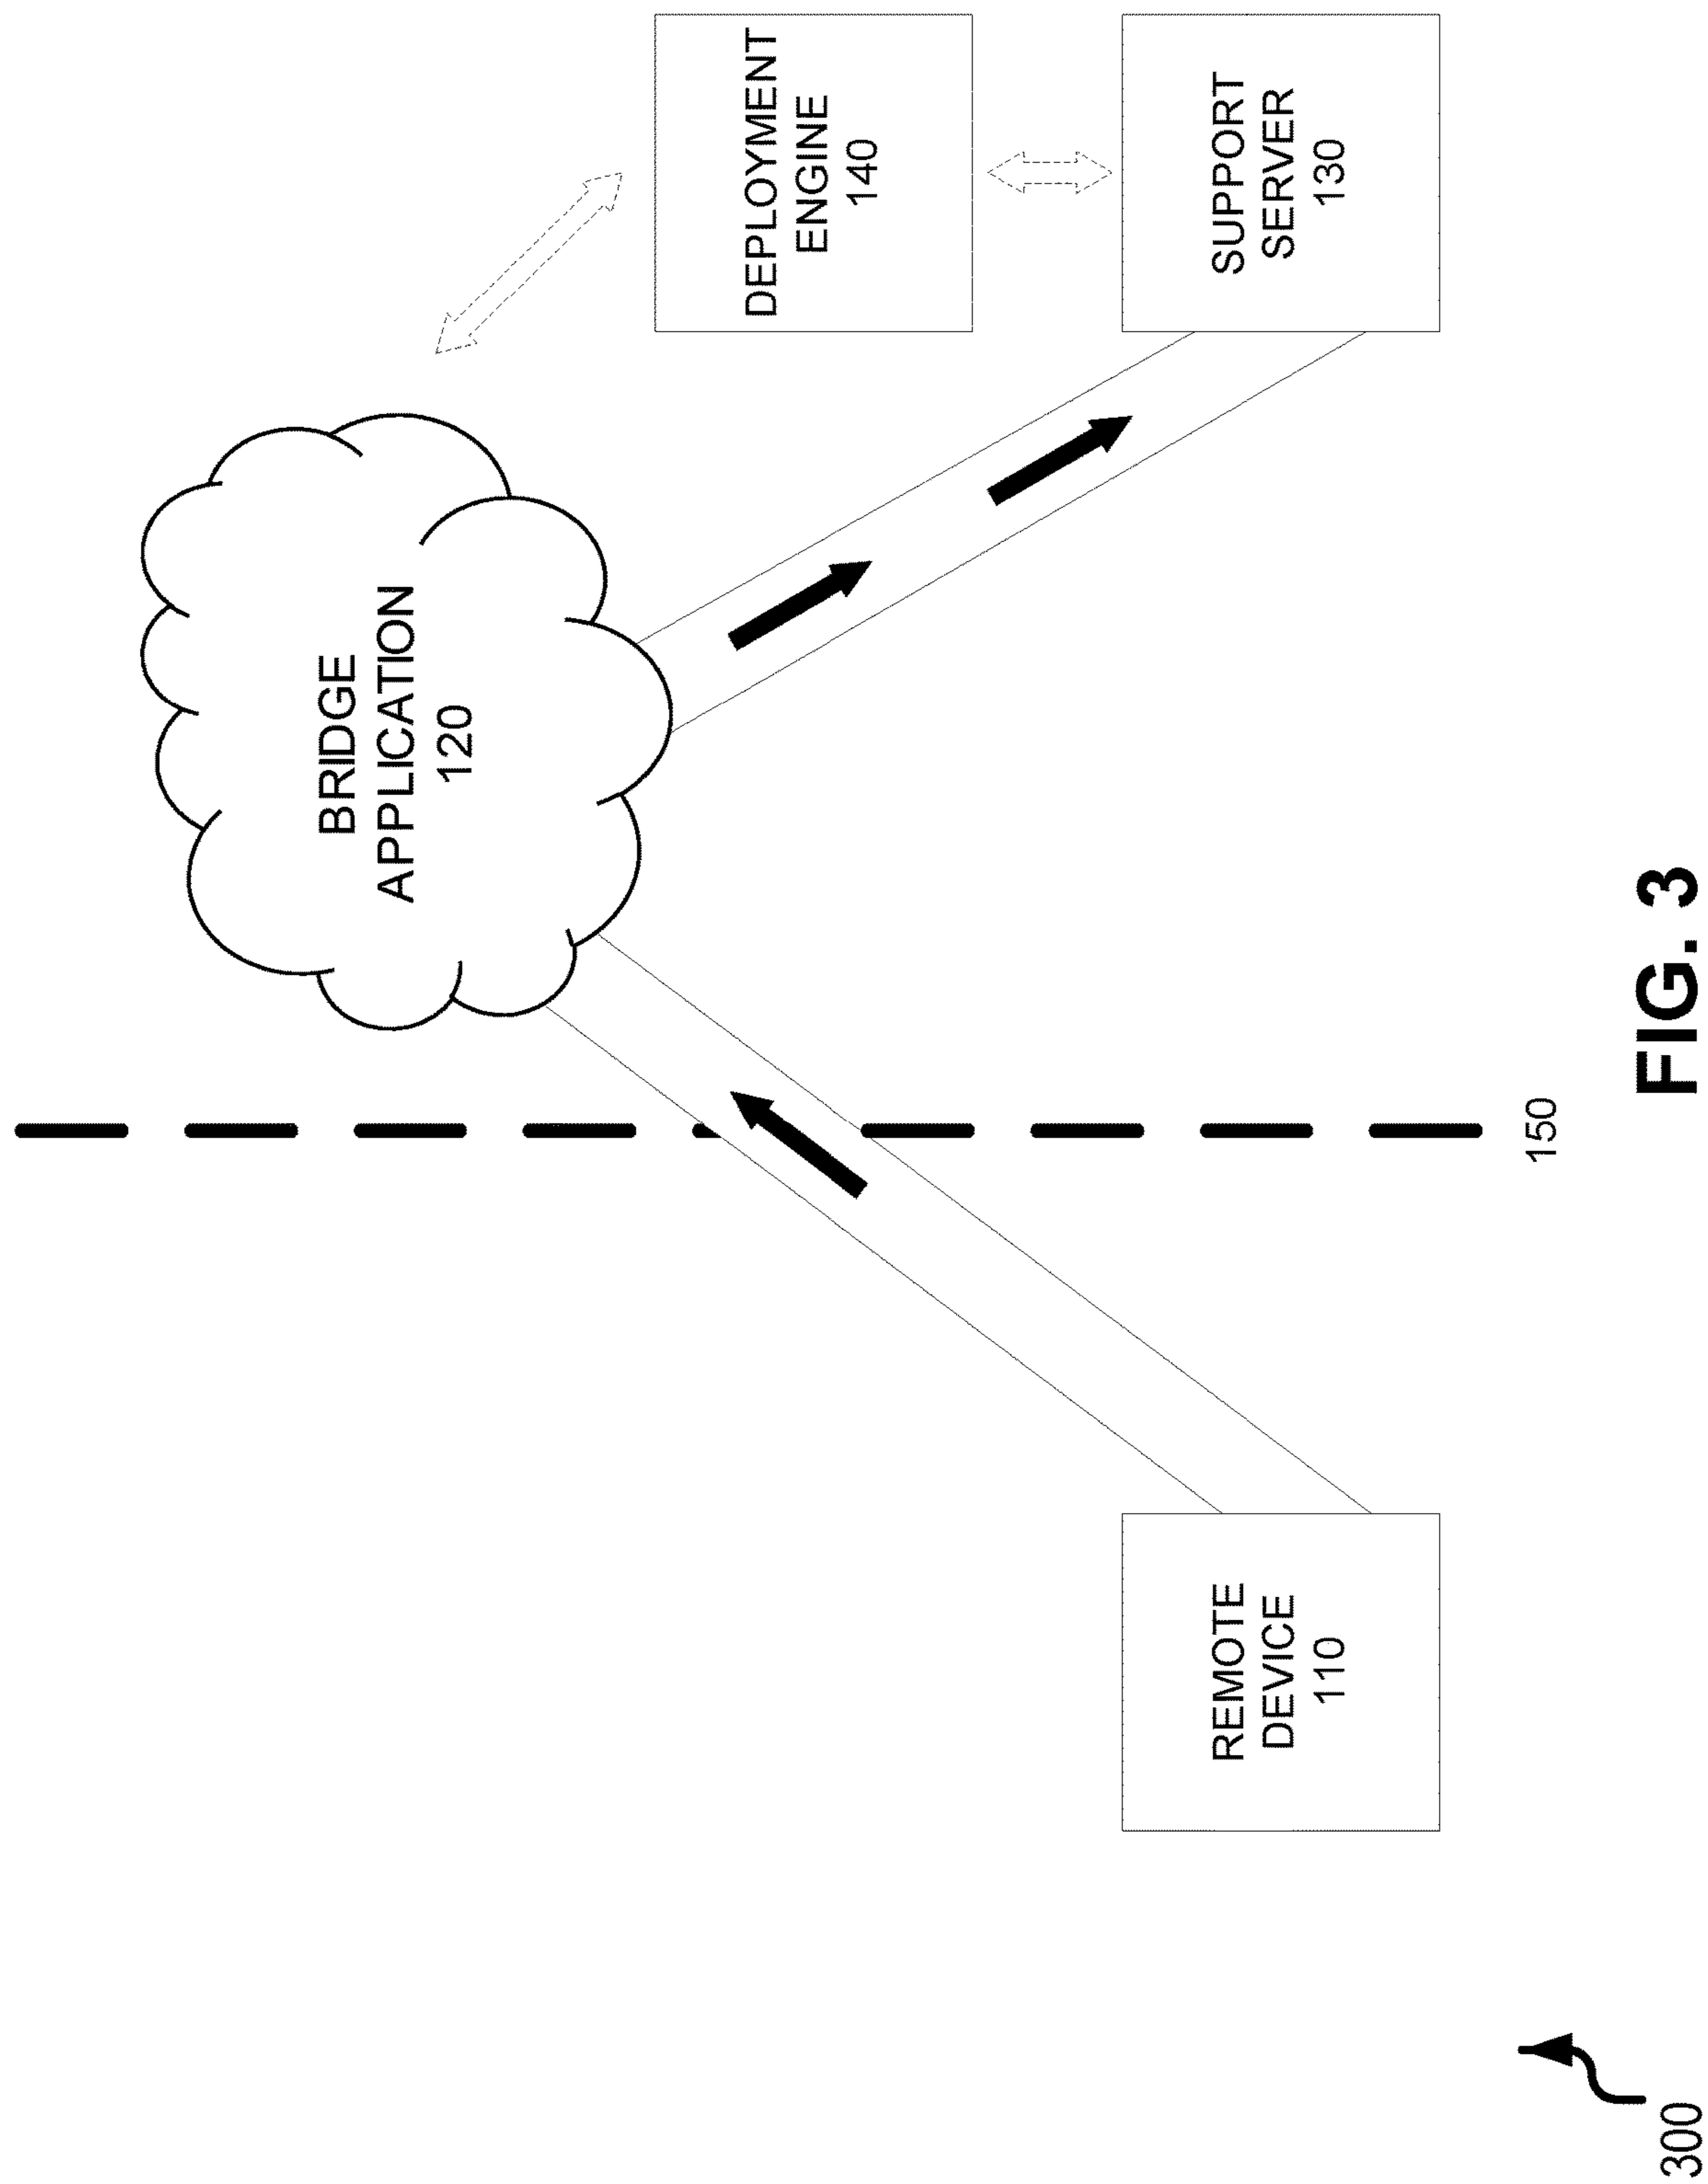 300
REMOTE
DEVICE
110
150
BRIDGE
APPLICATION
120
DEPLOYMENT
ENGINE
140
SUPPORT
SERVER
130
FIG. 3